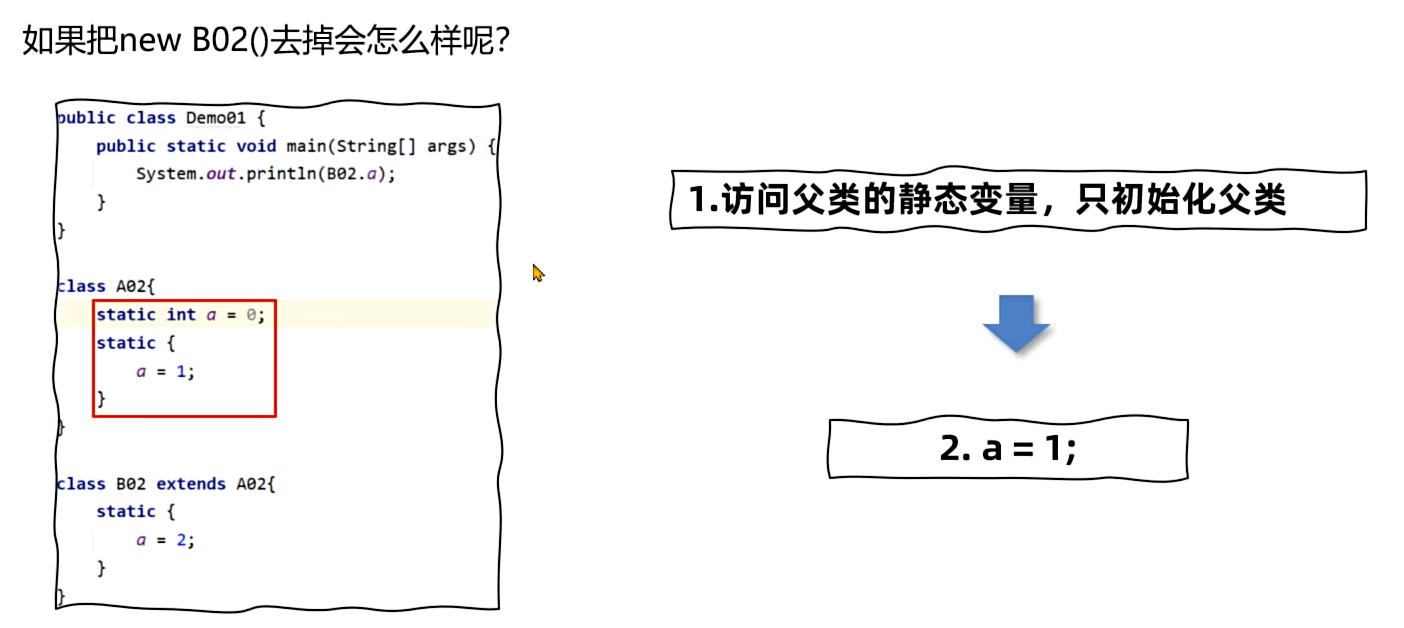 如果把new B02()去掉会怎么样呢？
public class Demo01 {
    public static void main(String[] args) {
        System.out.println(B02.a);
    }
}
class A02{
    static int a = 0;
    static {
        a = 1;
    }
}
class B02 extends A02{
    static {
        a = 2;
    }
}
1.访问父类的静态变量，只初始化父类
2. a = 1;